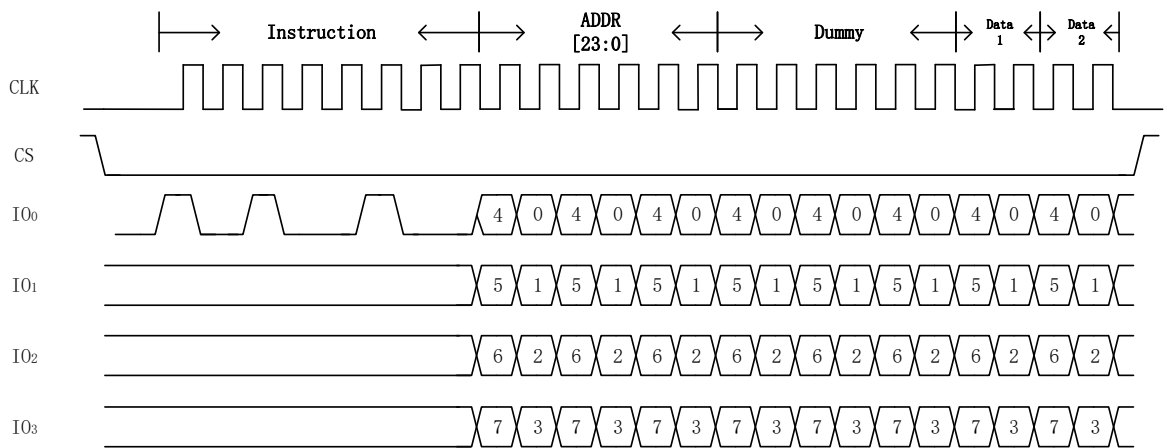 Instruction ADDR [23:0] Dummy Data 1 Data 2
CLK
CS
IO₀ 4 0 4 0 4 0 4 0 4 0 4 0 4 0 4 0
IO₁ 5 1 5 1 5 1 5 1 5 1 5 1 5 1 5 1
IO₂ 6 2 6 2 6 2 6 2 6 2 6 2 6 2 6 2
IO₃ 7 3 7 3 7 3 7 3 7 3 7 3 7 3 7 3